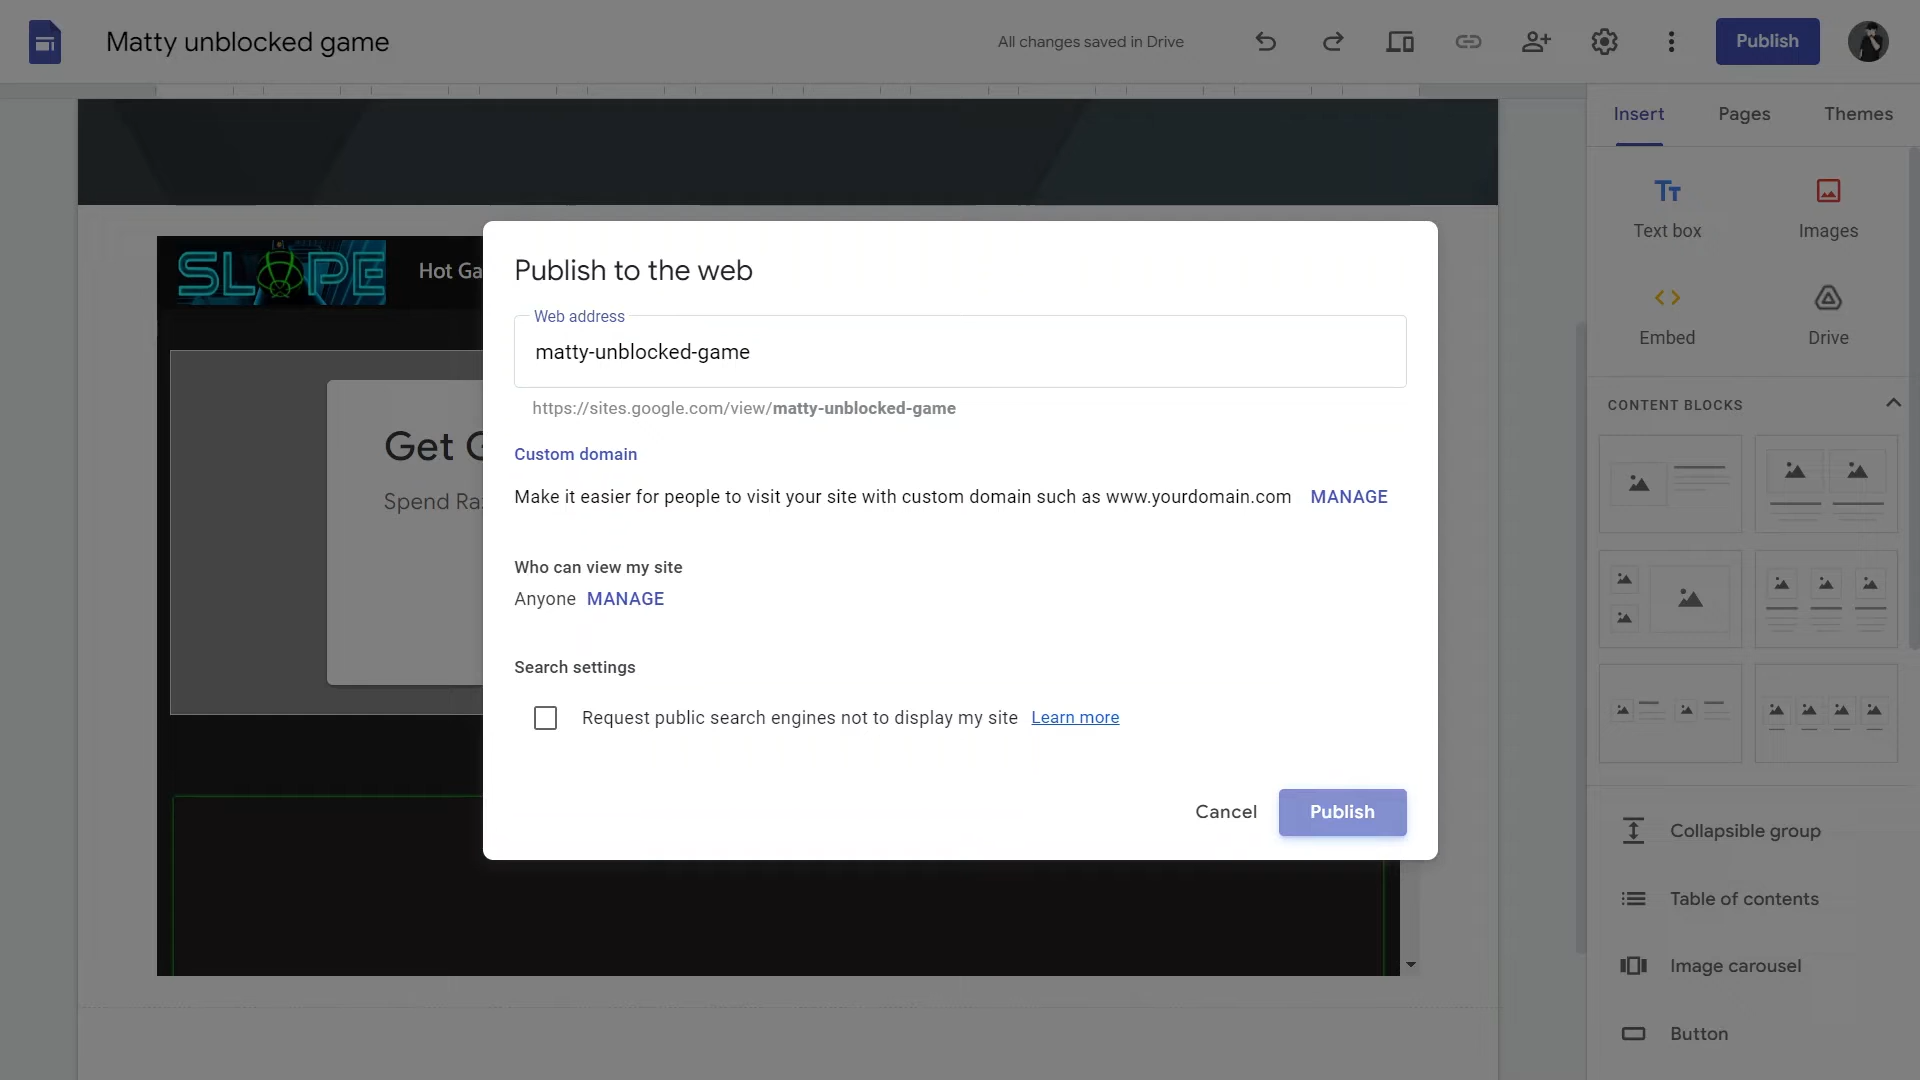 Matty unblocked game
All changes saved in Drive
Publish
Insert
Pages
Themes
SLOPE
Hot Ga
Text box
Images
Embed
Drive
CONTENT BLOCKS
Get G
Spend Ra
Publish to the web
Web address
matty-unblocked-game
https://sites.google.com/view/matty-unblocked-game
Custom domain
Make it easier for people to visit your site with custom domain such as www.yourdomain.com MANAGE
Who can view my site
Anyone MANAGE
Search settings
Request public search engines not to display my site Learn more
Cancel
Publish
Collapsible group
Table of contents
Image carousel
Button